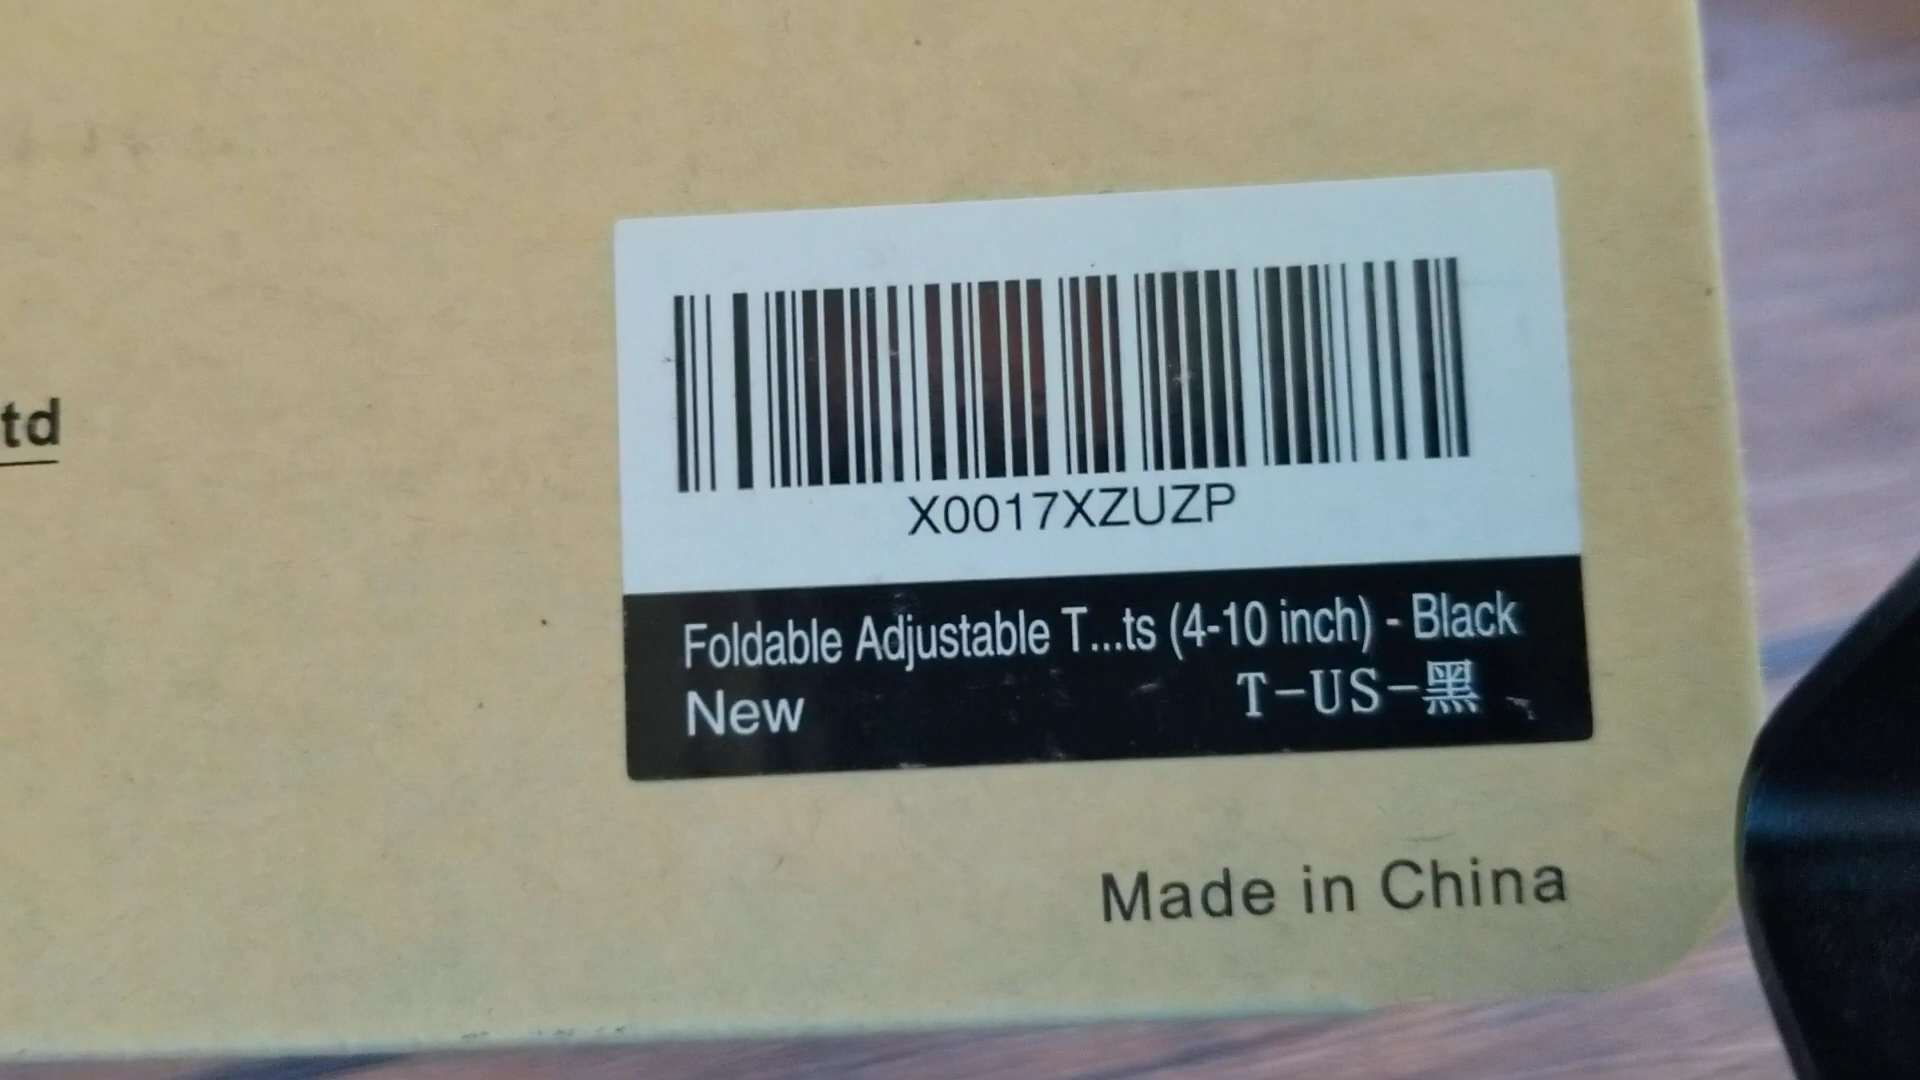 td
X0017XZUZP
Foldable Adjustable T...ts (4-10 inch) - Black
New
T-US-黑
Made in China